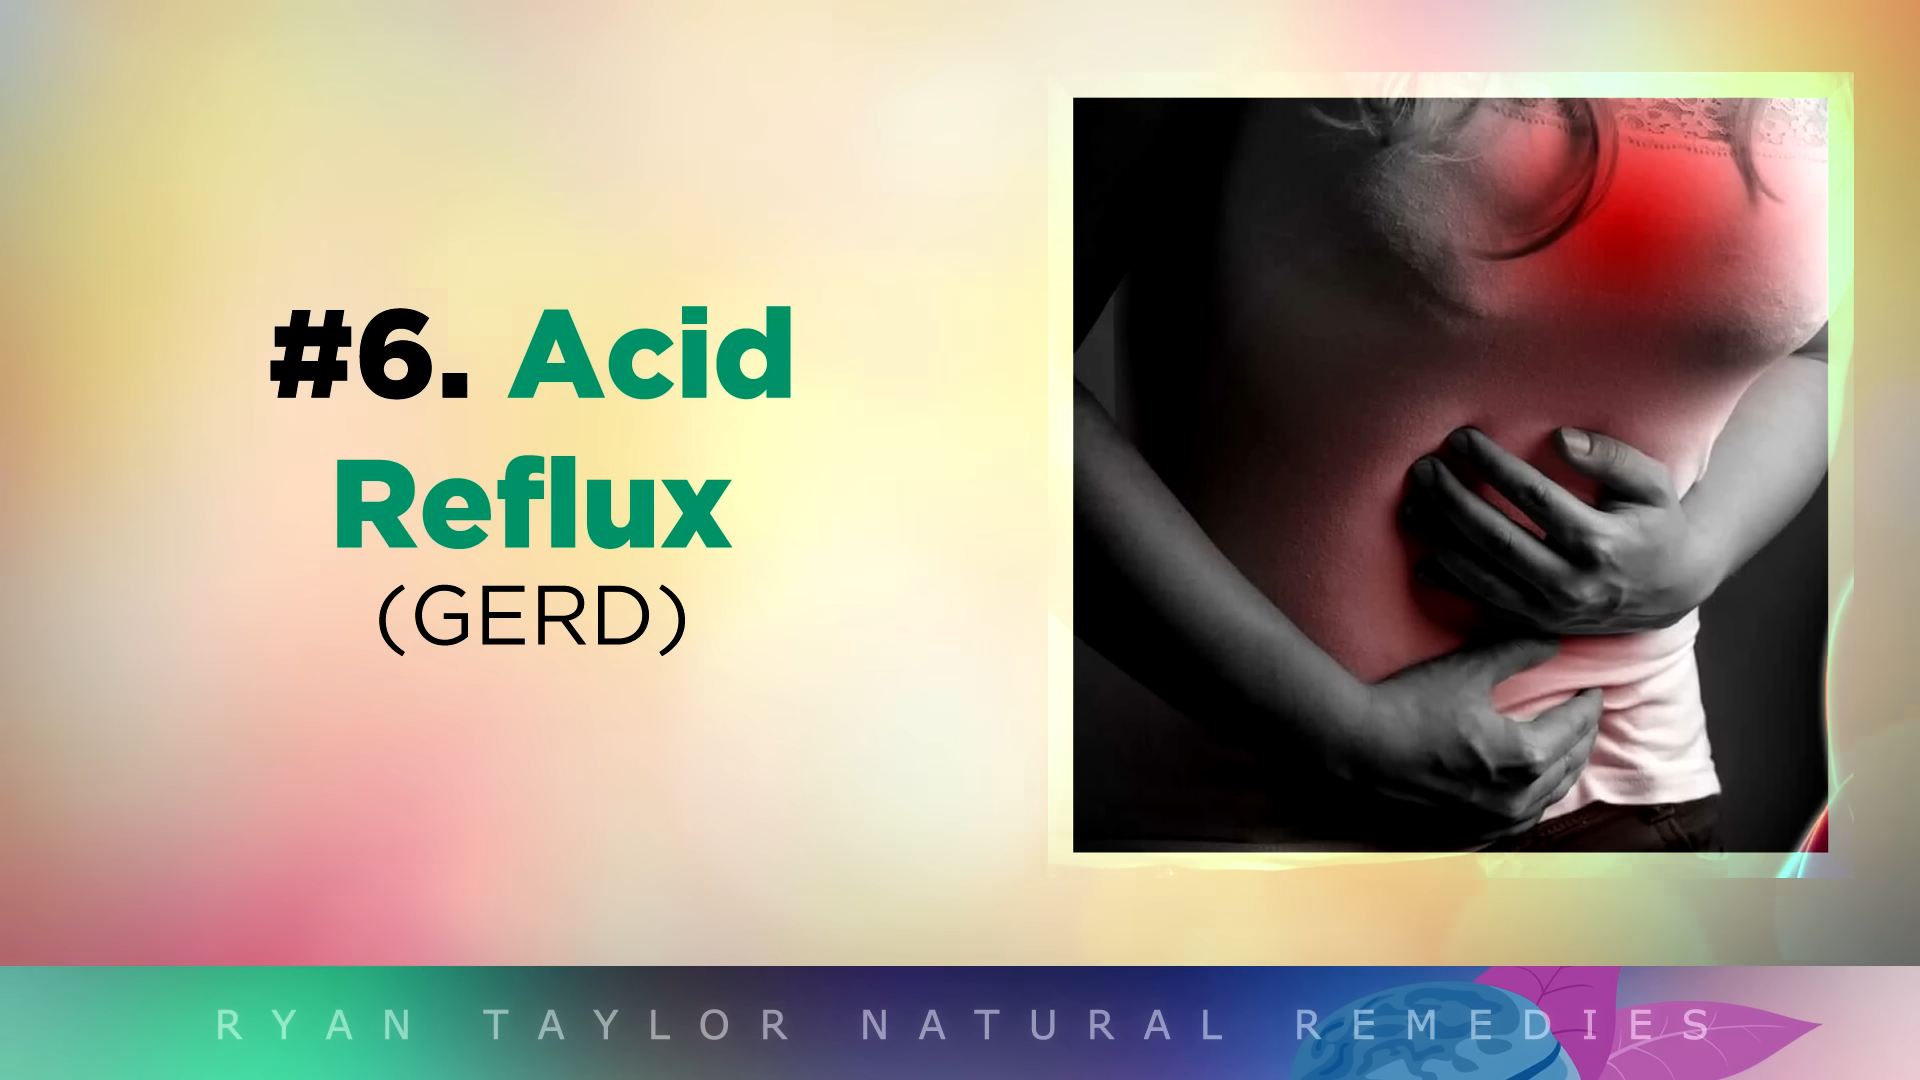 #6. Acid
Reflux
(GERD)
RYAN TAYLOR NATURAL REMEDIES